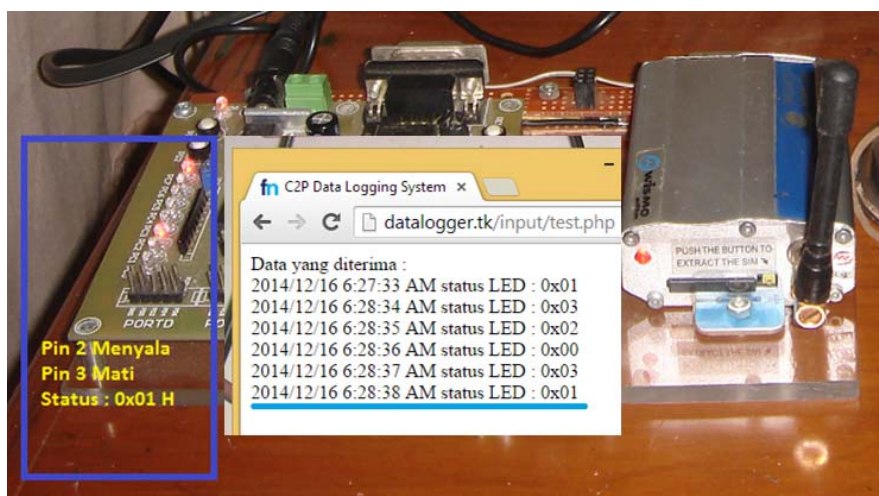 C2P Data Logging System
datalogger.tk/input/test.php
Data yang diterima :
2014/12/16 6:27:33 AM status LED : 0x01
2014/12/16 6:28:34 AM status LED : 0x03
2014/12/16 6:28:35 AM status LED : 0x02
2014/12/16 6:28:36 AM status LED : 0x00
2014/12/16 6:28:37 AM status LED : 0x03
2014/12/16 6:28:38 AM status LED : 0x01
PORTD
Pin 2 Menyala
Pin 3 Mati
Status : 0x01 H
WISMO
PUSH THE BUTTON TO
EXTRACT THE SIM